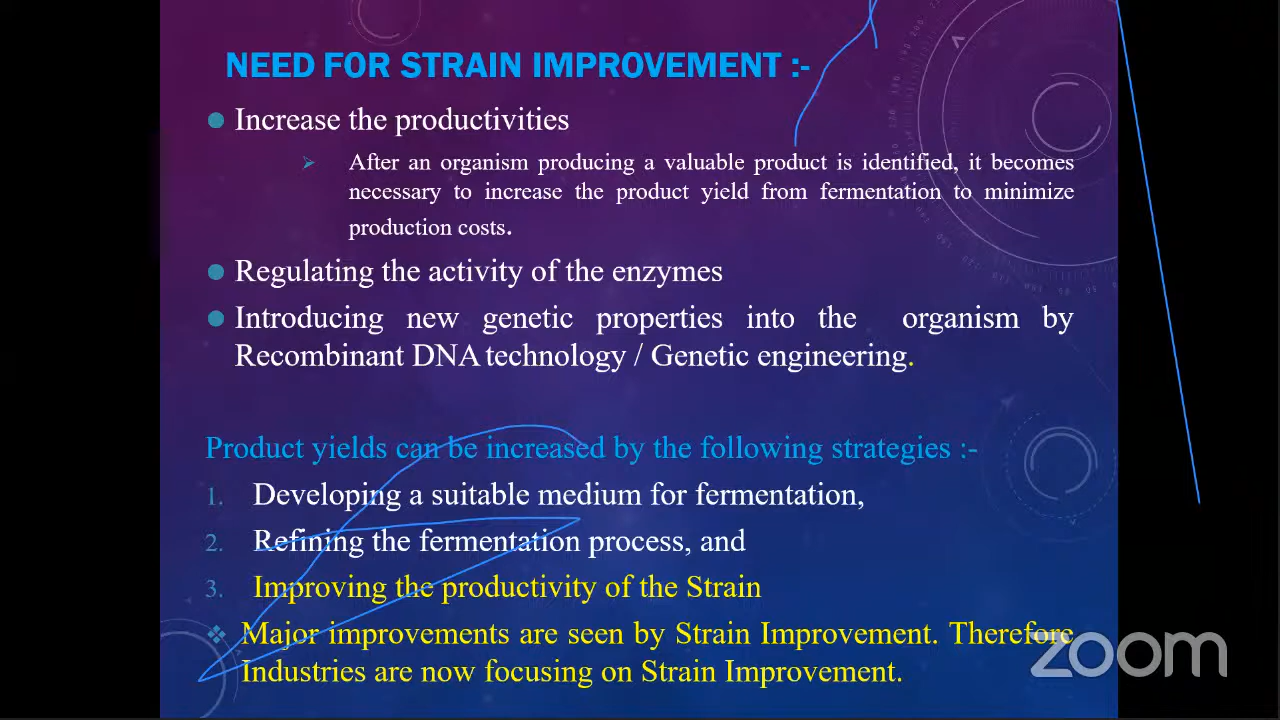 NEED FOR STRAIN IMPROVEMENT :-
Increase the productivities
After an organism producing a valuable product is identified, it becomes
necessary to increase the product yield from fermentation to minimize
production costs.
Regulating the activity of the enzymes
Introducing new genetic properties into the organism by
Recombinant DNA technology / Genetic engineering.
Product yields can be increased by the following strategies :-
1. Developing a suitable medium for fermentation,
2. Refining the fermentation process, and
3. Improving the productivity of the Strain
Major improvements are seen by Strain Improvement. Therefore
Industries are now focusing on Strain Improvement.
zoom